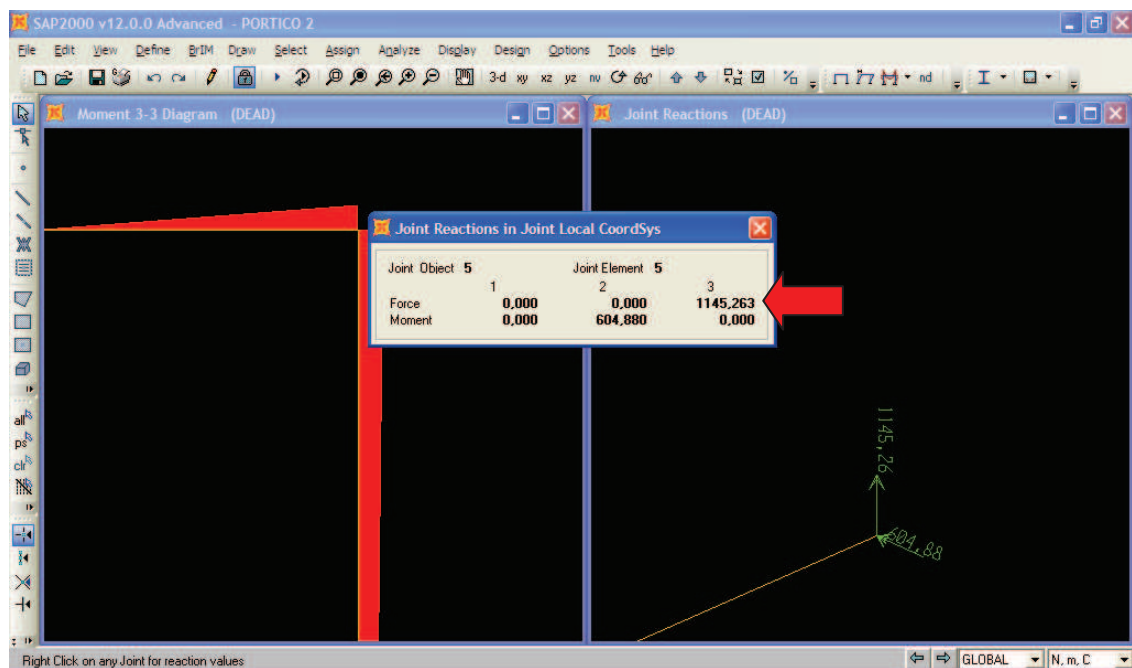 SAP2000 v12.0.0 Advanced - PORTICO 2
File Edit View Define BrIM Draw Select Assign Analyze Display Design Options Tools Help
3-d xy xz yz nv
nd
Moment 3-3 Diagram (DEAD)
Joint Reactions (DEAD)
Joint Reactions in Joint Local CoordSys
Joint Object 5 Joint Element 5
1 2 3
Force 0,000 0,000 1145,263
Moment 0,000 604,880 0,000
1145,26
604,88
all
ps
clr
Right Click on any Joint for reaction values
GLOBAL
N, m, C